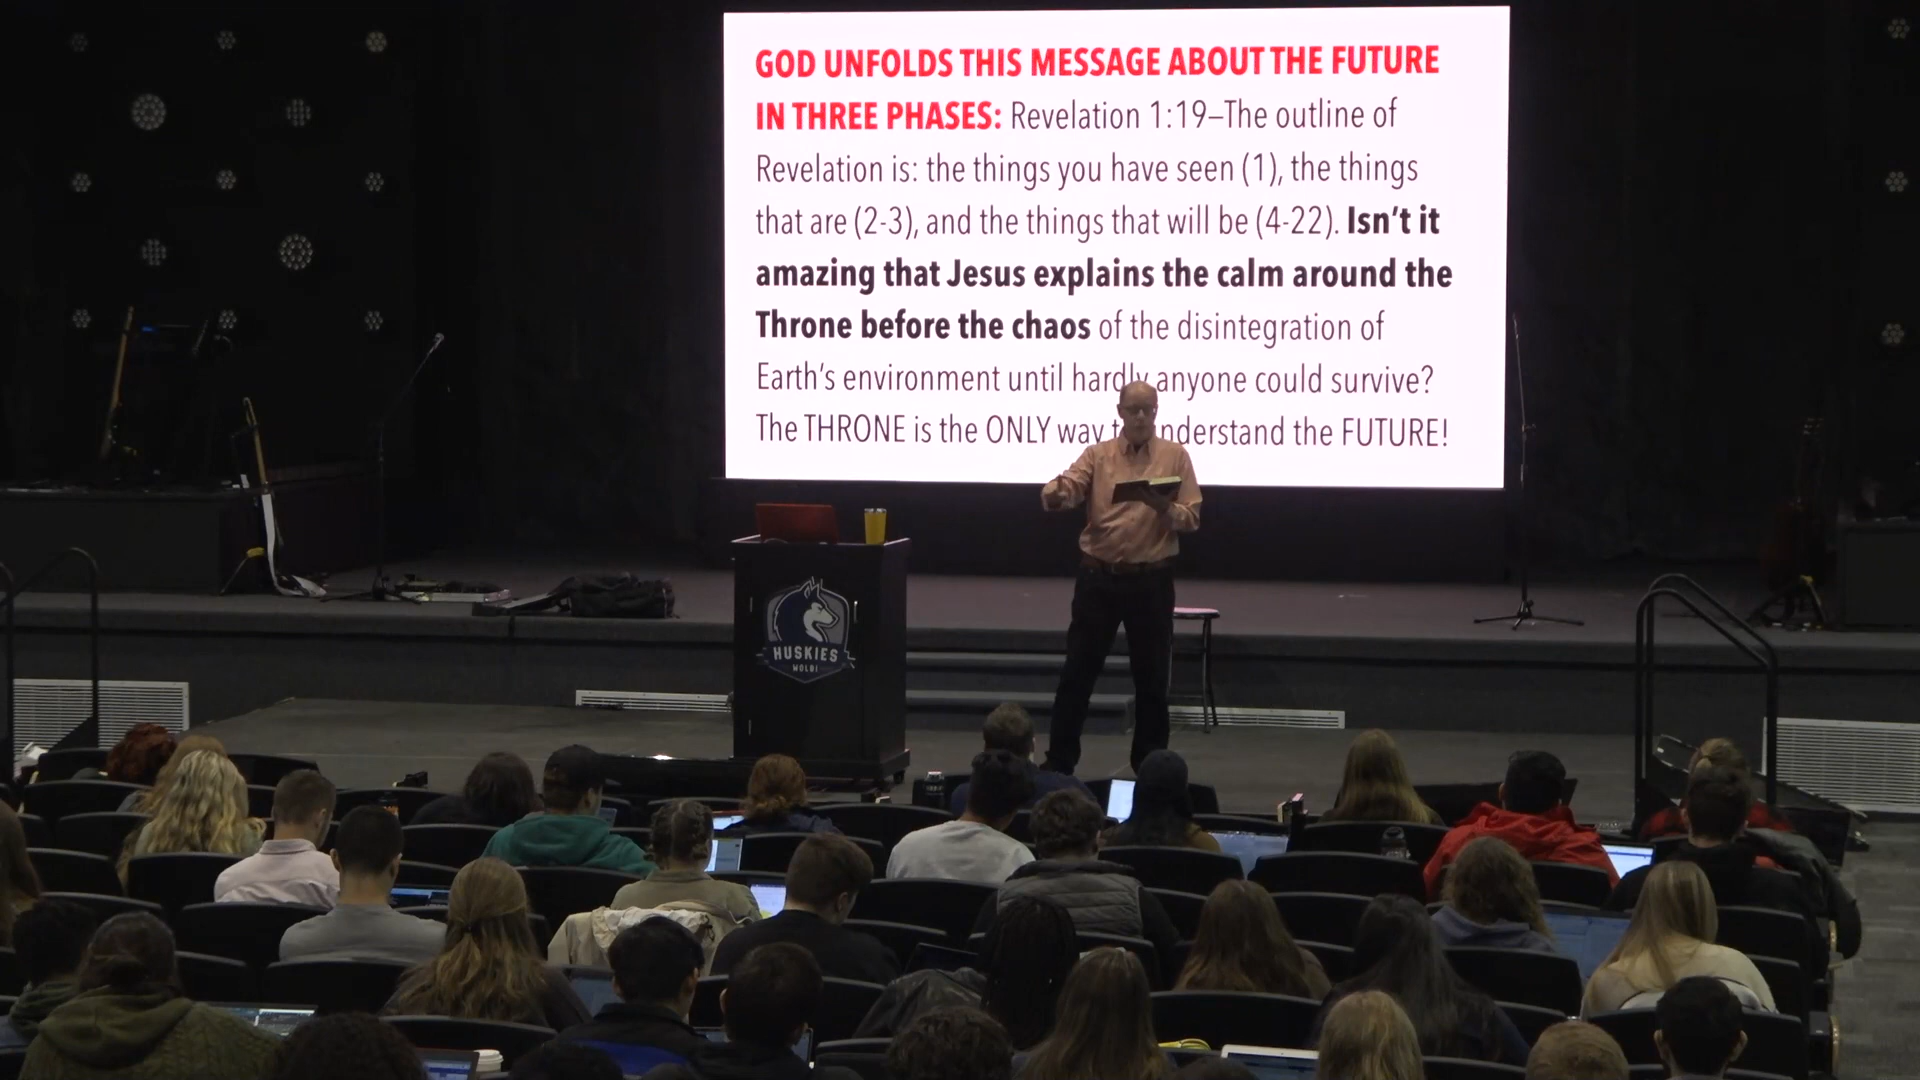 GOD UNFOLDS THIS MESSAGE ABOUT THE FUTURE
IN THREE PHASES: Revelation 1:19–The outline of
Revelation is: the things you have seen (1), the things
that are (2-3), and the things that will be (4-22). Isn't it
amazing that Jesus explains the calm around the
Throne before the chaos of the disintegration of
Earth's environment until hardly anyone could survive?
The THRONE is the ONLY way understand the FUTURE!
HUSKIES
WOLBI